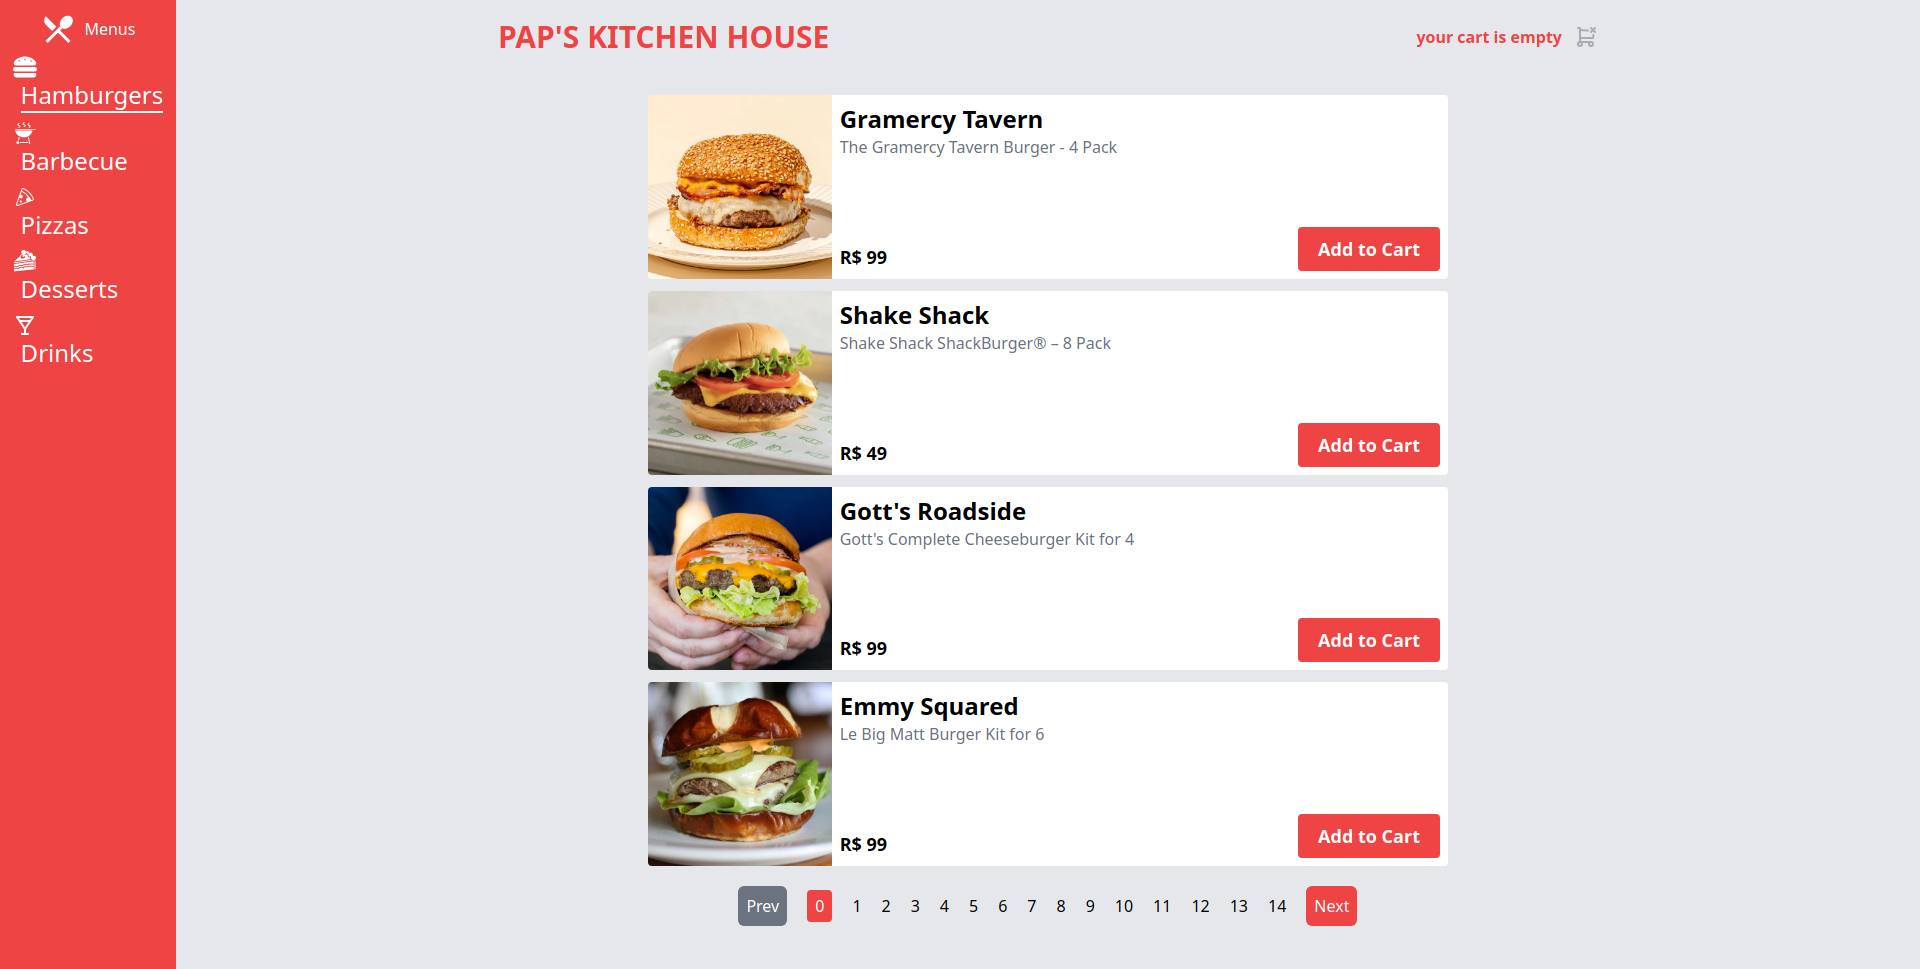 Menus
Hamburgers
Barbecue
Pizzas
Desserts
Drinks
PAP'S KITCHEN HOUSE
your cart is empty
Gramercy Tavern
The Gramercy Tavern Burger - 4 Pack
R$ 99
Add to Cart
Shake Shack
Shake Shack ShackBurger® – 8 Pack
R$ 49
Add to Cart
Gott's Roadside
Gott's Complete Cheeseburger Kit for 4
R$ 99
Add to Cart
Emmy Squared
Le Big Matt Burger Kit for 6
R$ 99
Add to Cart
Prev 0 1 2 3 4 5 6 7 8 9 10 11 12 13 14 Next